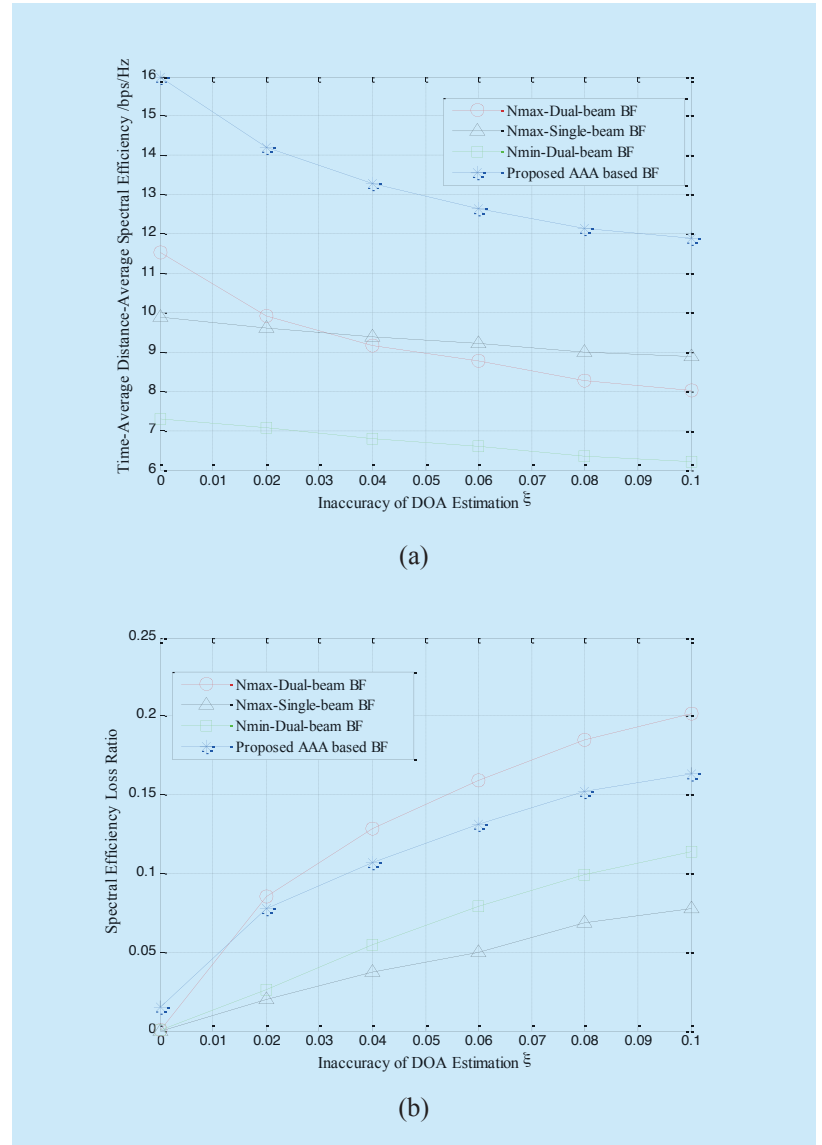 16
15
14
13
12
11
10
9
8
7
6
Time-Average Distance-Average Spectral Efficiency /bps/Hz
Nmax-Dual-beam BF
Nmax-Single-beam BF
Nmin-Dual-beam BF
Proposed AAA based BF
0 0.01 0.02 0.03 0.04 0.05 0.06 0.07 0.08 0.09 0.1
Inaccuracy of DOA Estimation ξ
(a)
0.25
0.2
0.15
0.1
0.05
0
Spectral Efficiency Loss Ratio
Nmax-Dual-beam BF
Nmax-Single-beam BF
Nmin-Dual-beam BF
Proposed AAA based BF
0 0.01 0.02 0.03 0.04 0.05 0.06 0.07 0.08 0.09 0.1
Inaccuracy of DOA Estimation ξ
(b)